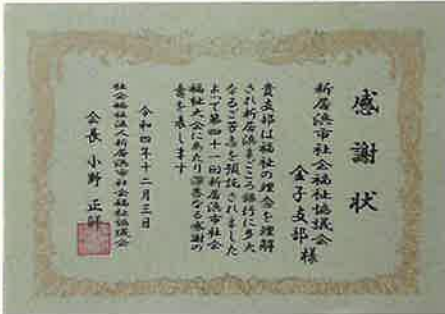 感謝状
新居浜市社会福祉協議会
金子支部様
貴支部は福祉の理念を理解
され新居浜まごころ銀行に多大
なるご芳志を預託されました
よって第四十一回新居浜市社会
福祉大会にあたり深甚なる感謝の
意を表します
令和四年十二月三日
社会福祉法人新居浜市社会福祉協議会
会長 小野 正